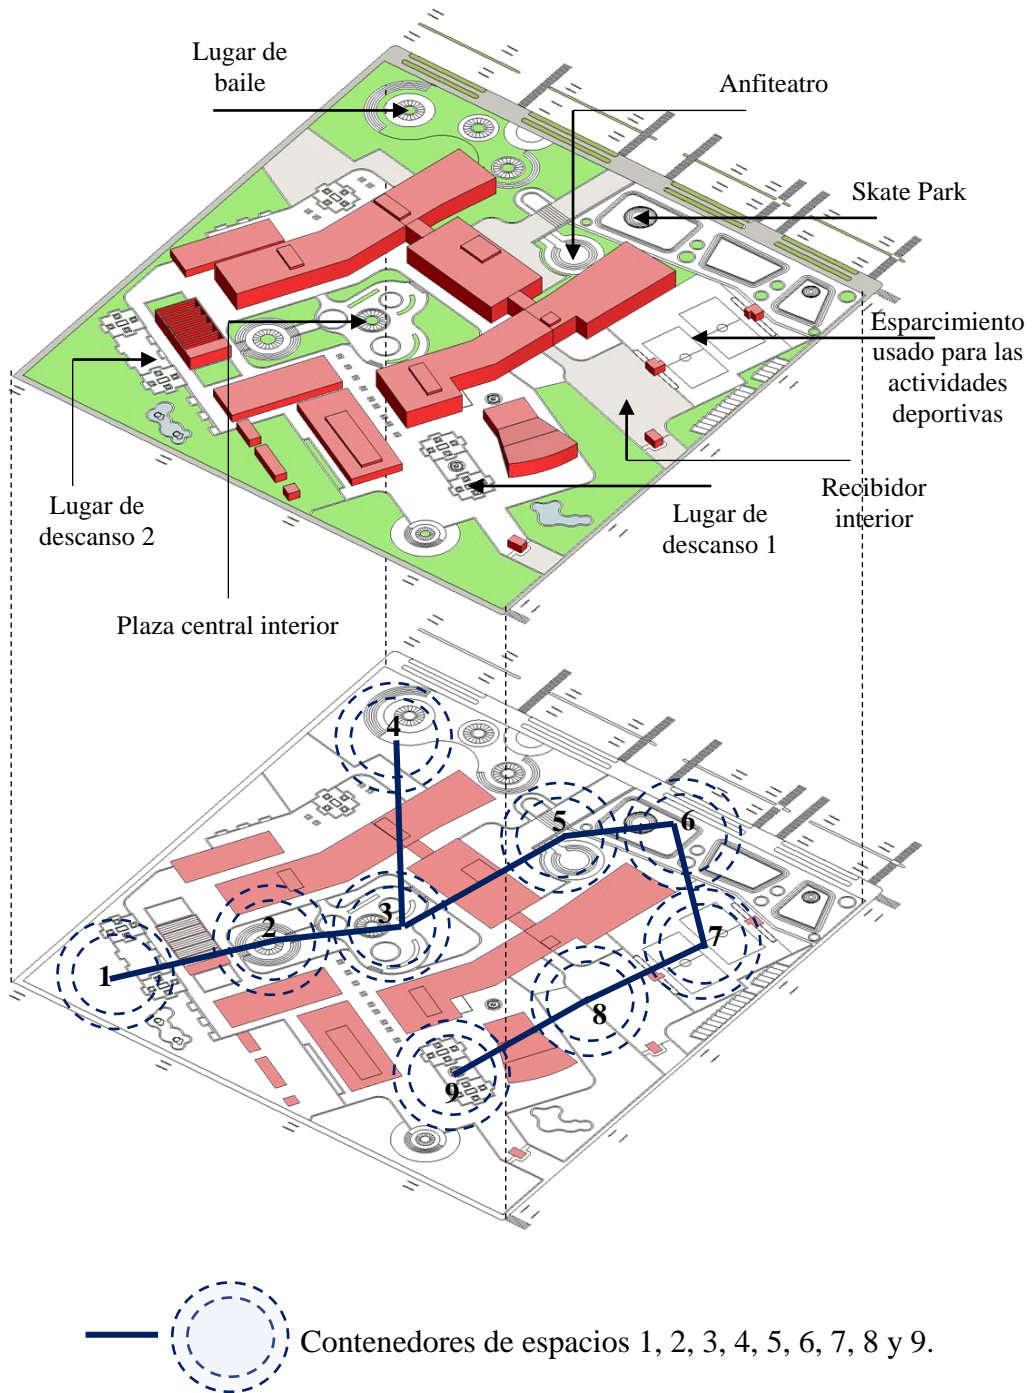 Lugar de
baile
Anfiteatro
Skate Park
Esparcimiento
usado para las
actividades
deportivas
Lugar de
descanso 2
Recibidor
interior
Lugar de
descanso 1
Plaza central interior
4
5
6
3
2
7
1
8
9
Contenedores de espacios 1, 2, 3, 4, 5, 6, 7, 8 y 9.